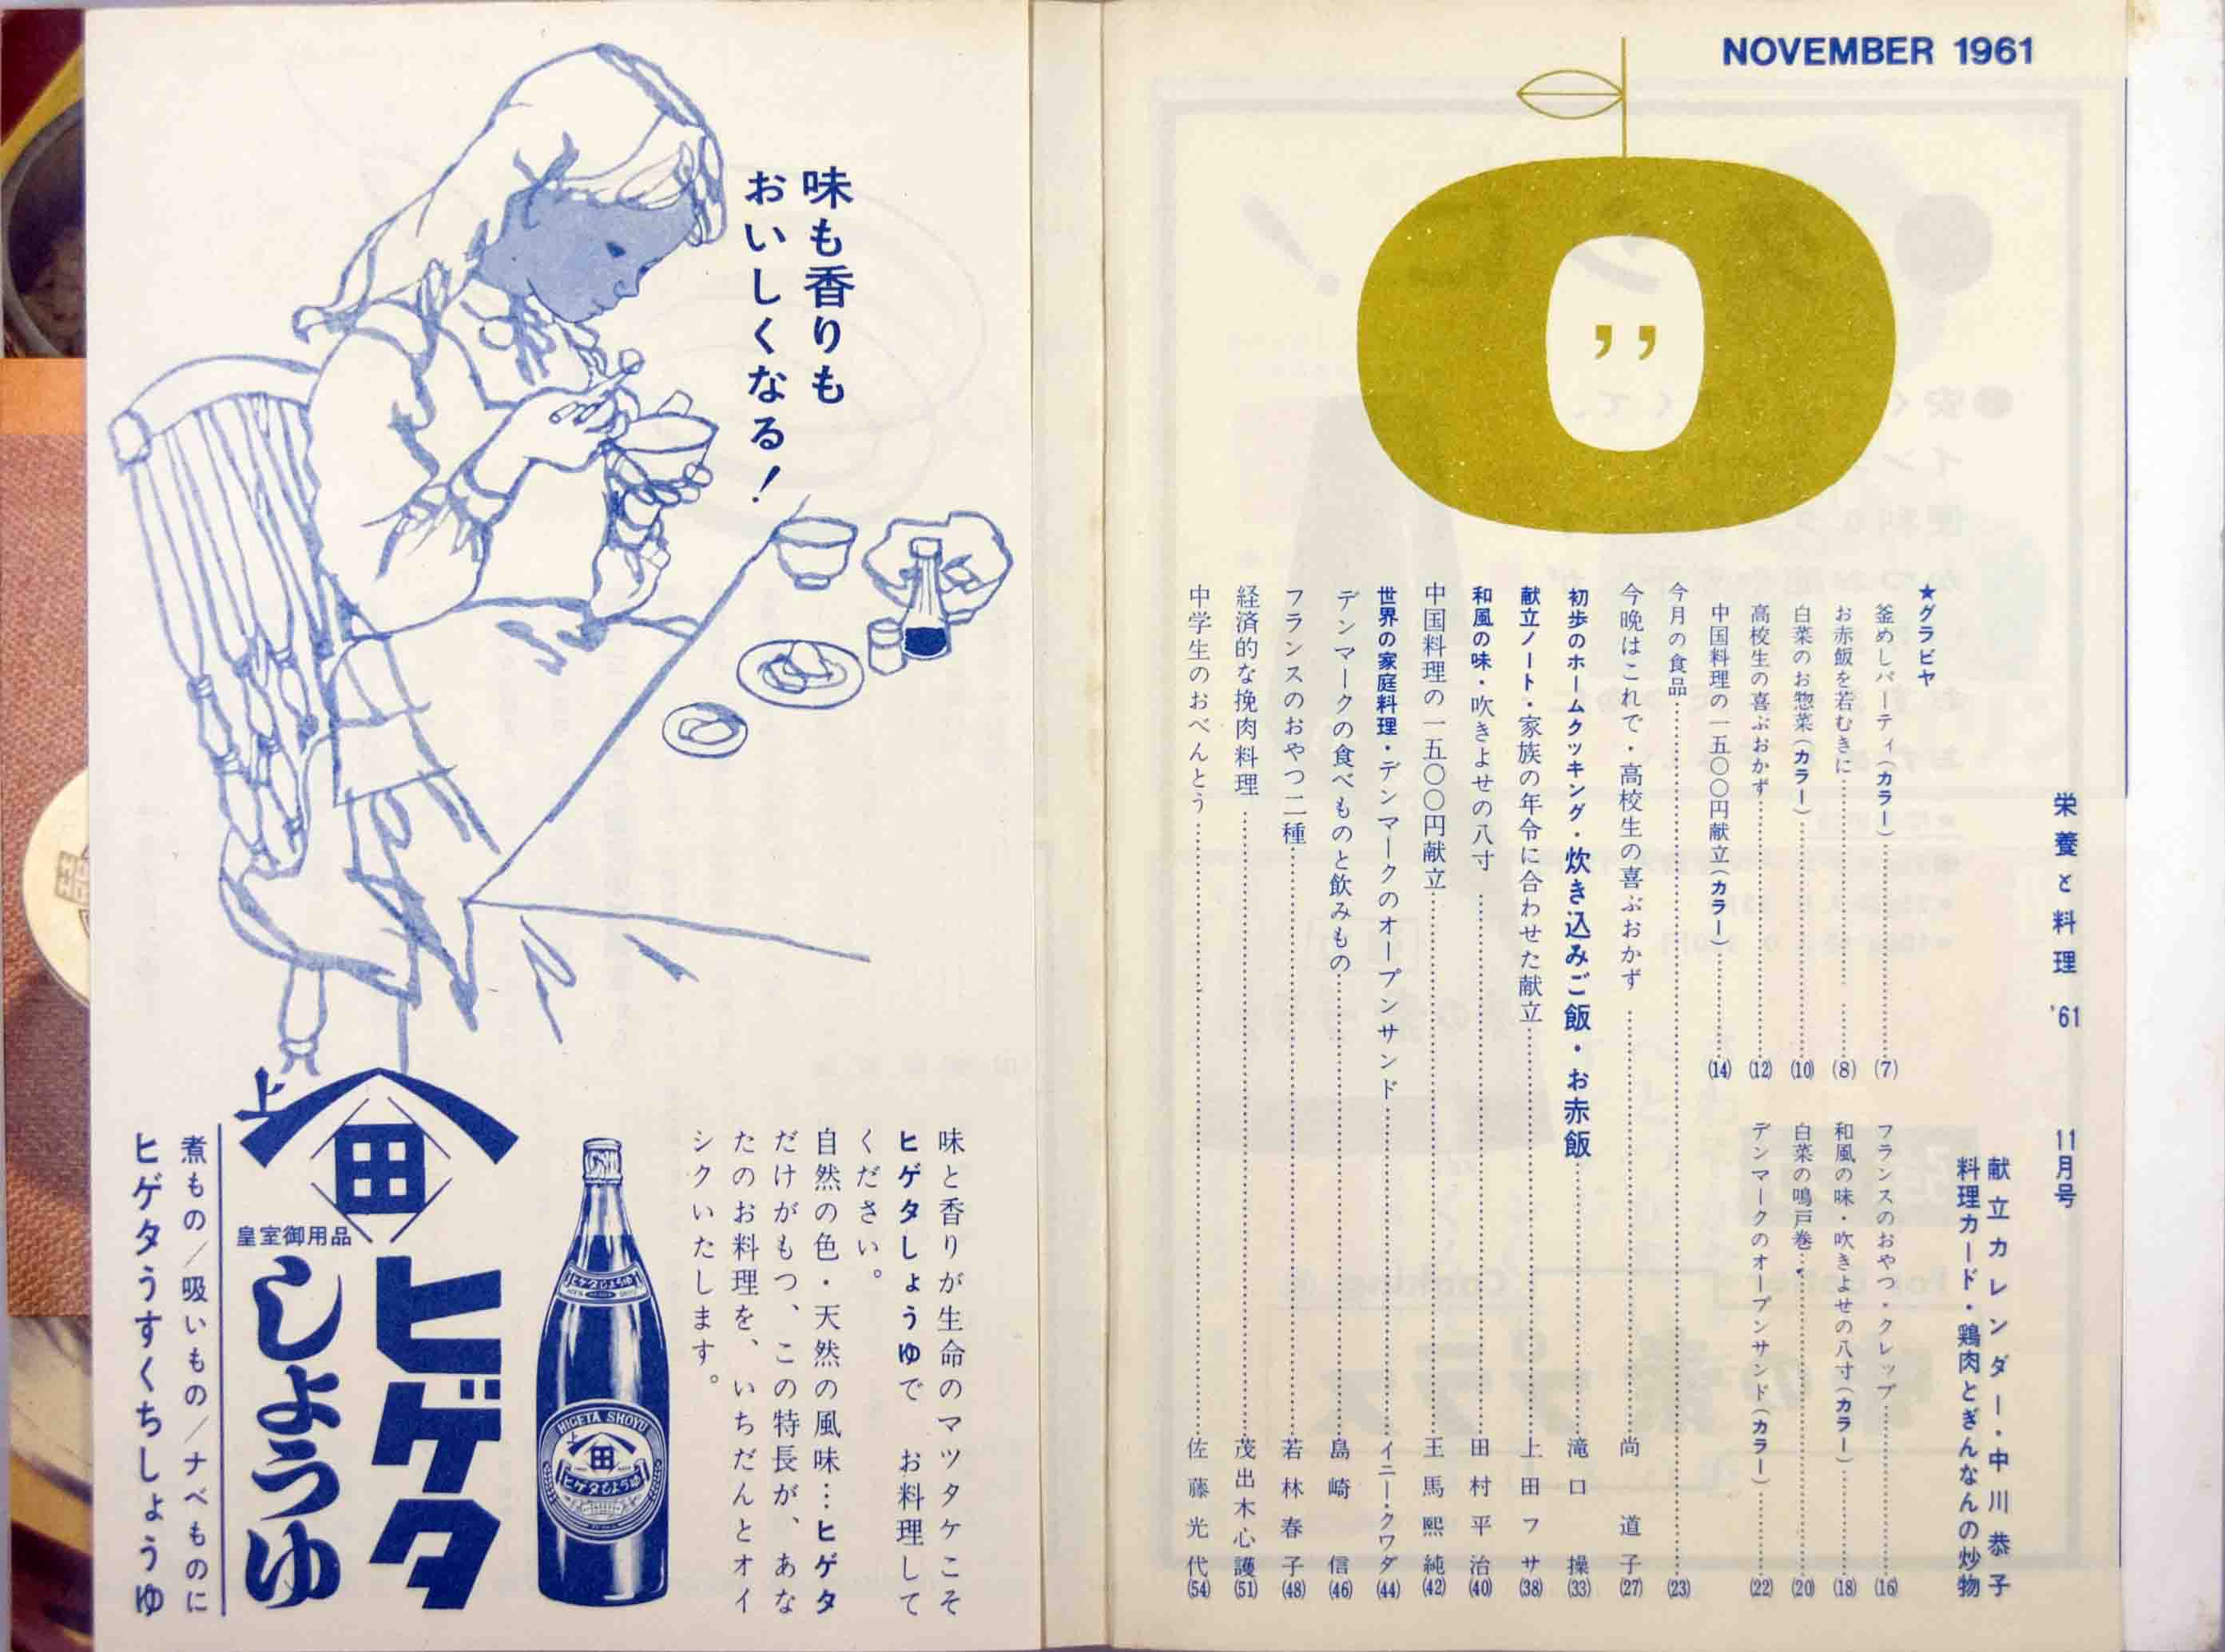 NOVEMBER 1961
栄養と料理 '61 11月号
献立カレンダー・中川恭子
料理カード・鶏肉とぎんなんの炒物
★グラビヤ
釜めしパーティ(カラー)……(7)
お赤飯を若むきに……(8)
白菜のお惣菜(カラー)……(10)
高校生の喜ぶおかず……(12)
中国料理の一五〇〇円献立(カラー)……(14)
フランスのおやつ・クレップ……(16)
和風の味・吹きよせの八寸(カラー)……(18)
白菜の鳴戸巻……(20)
デンマークのオープンサンド(カラー)……(22)
今月の食品……(23)
今晩はこれで・高校生の喜ぶおかず……尚道子(27)
初歩のホームクッキング・炊き込みご飯・お赤飯……滝口操(33)
献立ノート・家族の年令に合わせた献立……上田フサ(38)
和風の味・吹きよせの八寸……田村平治(40)
中国料理の一五〇〇円献立……王馬熙純(42)
世界の家庭料理・デンマークのオープンサンド……イニー・クワダ(44)
デンマークの食べものと飲みもの……島崎信(46)
フランスのおやつ二種……若林春子(48)
経済的な挽肉料理……茂出木心護(51)
中学生のおべんとう……佐藤光代(54)
味も香りも
おいしくなる!
味と香りが生命のマツタケこそ
ヒゲタしょうゆで お料理して
ください。
自然の色・天然の風味…ヒゲタ
だけがもつ、この特長が、あな
たのお料理を、いちだんとオイ
シクいたします。
HIGETA SHOYU
上
田
ヒゲタしょうゆ
上
田
皇室御用品
ヒゲタ
しょうゆ
煮もの/吸いもの/ナベものに
ヒゲタうすくちしょうゆ